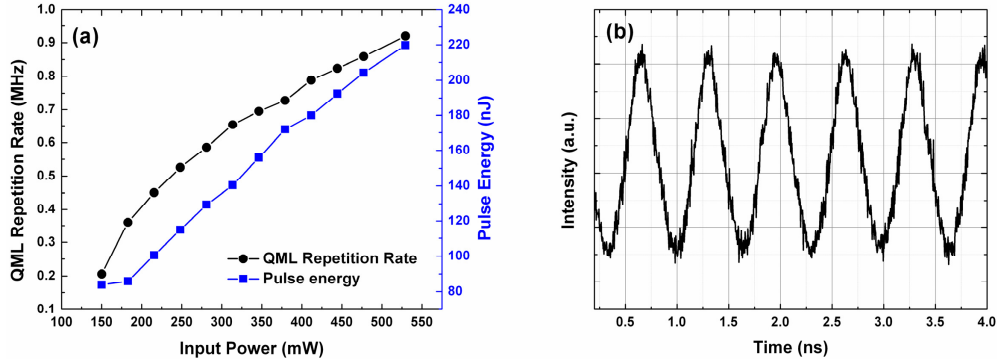 (a)
QML Repetition Rate (MHz)
1.0
0.9
0.8
0.7
0.6
0.5
0.4
0.3
0.2
0.1
100 150 200 250 300 350 400 450 500 550
Input Power (mW)
QML Repetition Rate
Pulse energy
240
220
200
180
160
140
120
100
80
Pulse Energy (nJ)
(b)
Intensity (a.u.)
0.5 1.0 1.5 2.0 2.5 3.0 3.5 4.0
Time (ns)